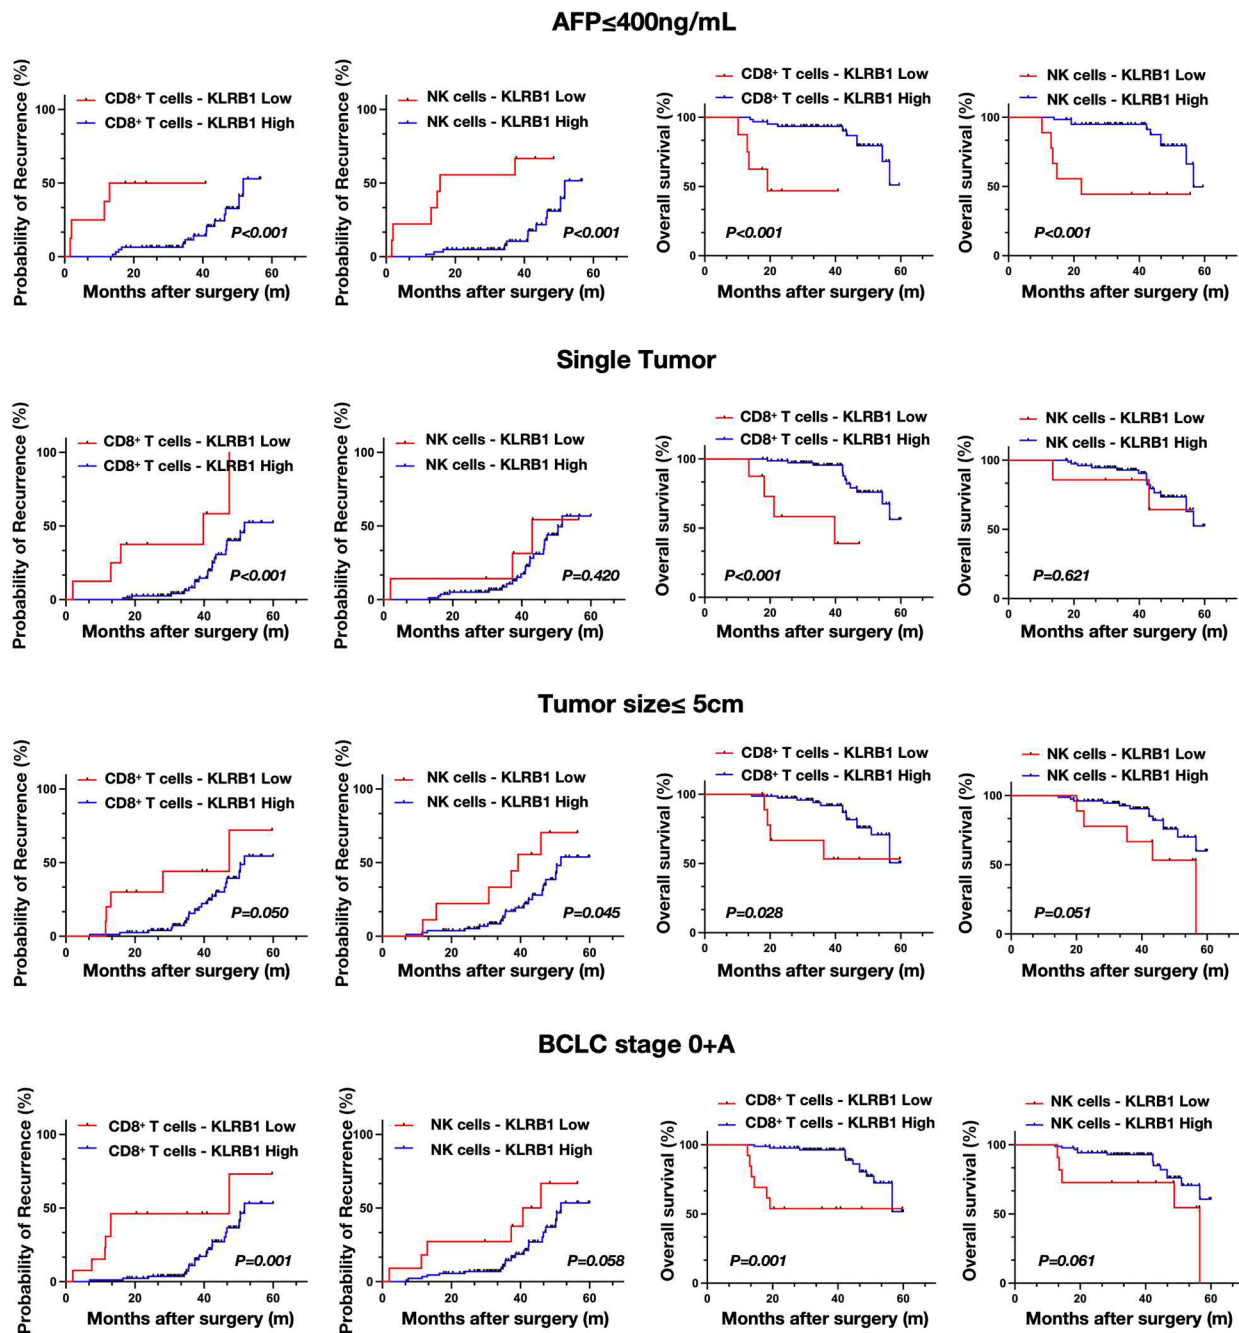 AFP≤400ng/mL
Probability of Recurrence (%)
CD8⁺ T cells - KLRB1 Low
CD8⁺ T cells - KLRB1 High
100
50
0
P<0.001
0 20 40 60
Months after surgery (m)
Probability of Recurrence (%)
NK cells - KLRB1 Low
NK cells - KLRB1 High
100
50
0
P<0.001
0 20 40 60
Months after surgery (m)
Overall survival (%)
CD8⁺ T cells - KLRB1 Low
CD8⁺ T cells - KLRB1 High
100
50
0
P<0.001
0 20 40 60
Months after surgery (m)
Overall survival (%)
NK cells - KLRB1 Low
NK cells - KLRB1 High
100
50
0
P<0.001
0 20 40 60
Months after surgery (m)
Single Tumor
Probability of Recurrence (%)
CD8⁺ T cells - KLRB1 Low
CD8⁺ T cells - KLRB1 High
100
50
0
P<0.001
0 20 40 60
Months after surgery (m)
Probability of Recurrence (%)
NK cells - KLRB1 Low
NK cells - KLRB1 High
100
50
0
P=0.420
0 20 40 60
Months after surgery (m)
Overall survival (%)
CD8⁺ T cells - KLRB1 Low
CD8⁺ T cells - KLRB1 High
100
50
0
P<0.001
0 20 40 60
Months after surgery (m)
Overall survival (%)
NK cells - KLRB1 Low
NK cells - KLRB1 High
100
50
0
P=0.621
0 20 40 60
Months after surgery (m)
Tumor size≤ 5cm
Probability of Recurrence (%)
CD8⁺ T cells - KLRB1 Low
CD8⁺ T cells - KLRB1 High
100
50
0
P=0.050
0 20 40 60
Months after surgery (m)
Probability of Recurrence (%)
NK cells - KLRB1 Low
NK cells - KLRB1 High
100
50
0
P=0.045
0 20 40 60
Months after surgery (m)
Overall survival (%)
CD8⁺ T cells - KLRB1 Low
CD8⁺ T cells - KLRB1 High
100
50
0
P=0.028
0 20 40 60
Months after surgery (m)
Overall survival (%)
NK cells - KLRB1 Low
NK cells - KLRB1 High
100
50
0
P=0.051
0 20 40 60
Months after surgery (m)
BCLC stage 0+A
Probability of Recurrence (%)
CD8⁺ T cells - KLRB1 Low
CD8⁺ T cells - KLRB1 High
100
50
0
P=0.001
0 20 40 60
Months after surgery (m)
Probability of Recurrence (%)
NK cells - KLRB1 Low
NK cells - KLRB1 High
100
50
0
P=0.058
0 20 40 60
Months after surgery (m)
Overall survival (%)
CD8⁺ T cells - KLRB1 Low
CD8⁺ T cells - KLRB1 High
100
50
0
P=0.001
0 20 40 60
Months after surgery (m)
Overall survival (%)
NK cells - KLRB1 Low
NK cells - KLRB1 High
100
50
0
P=0.061
0 20 40 60
Months after surgery (m)